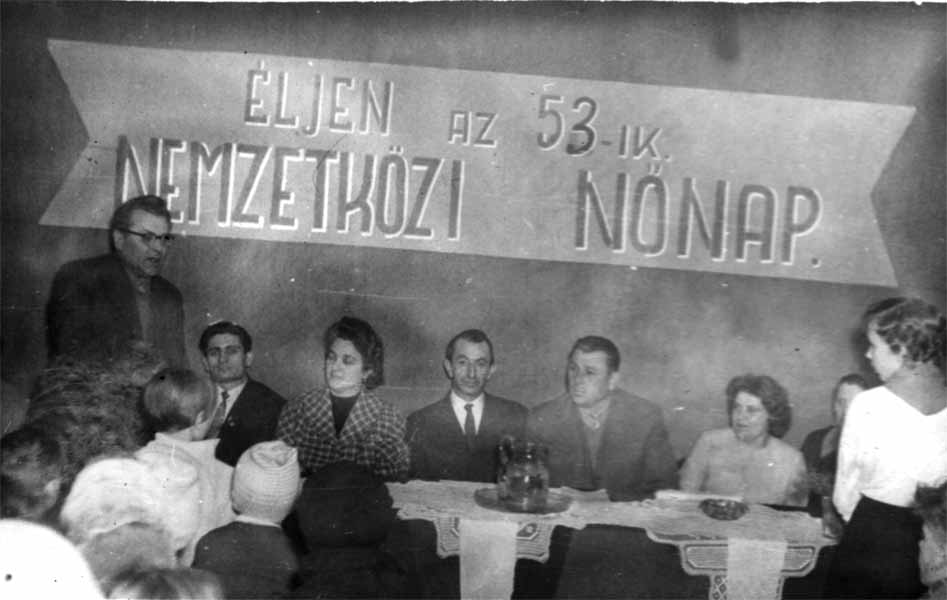 ÉLJEN AZ 53-IK.
NEMZETKÖZI NŐNAP.